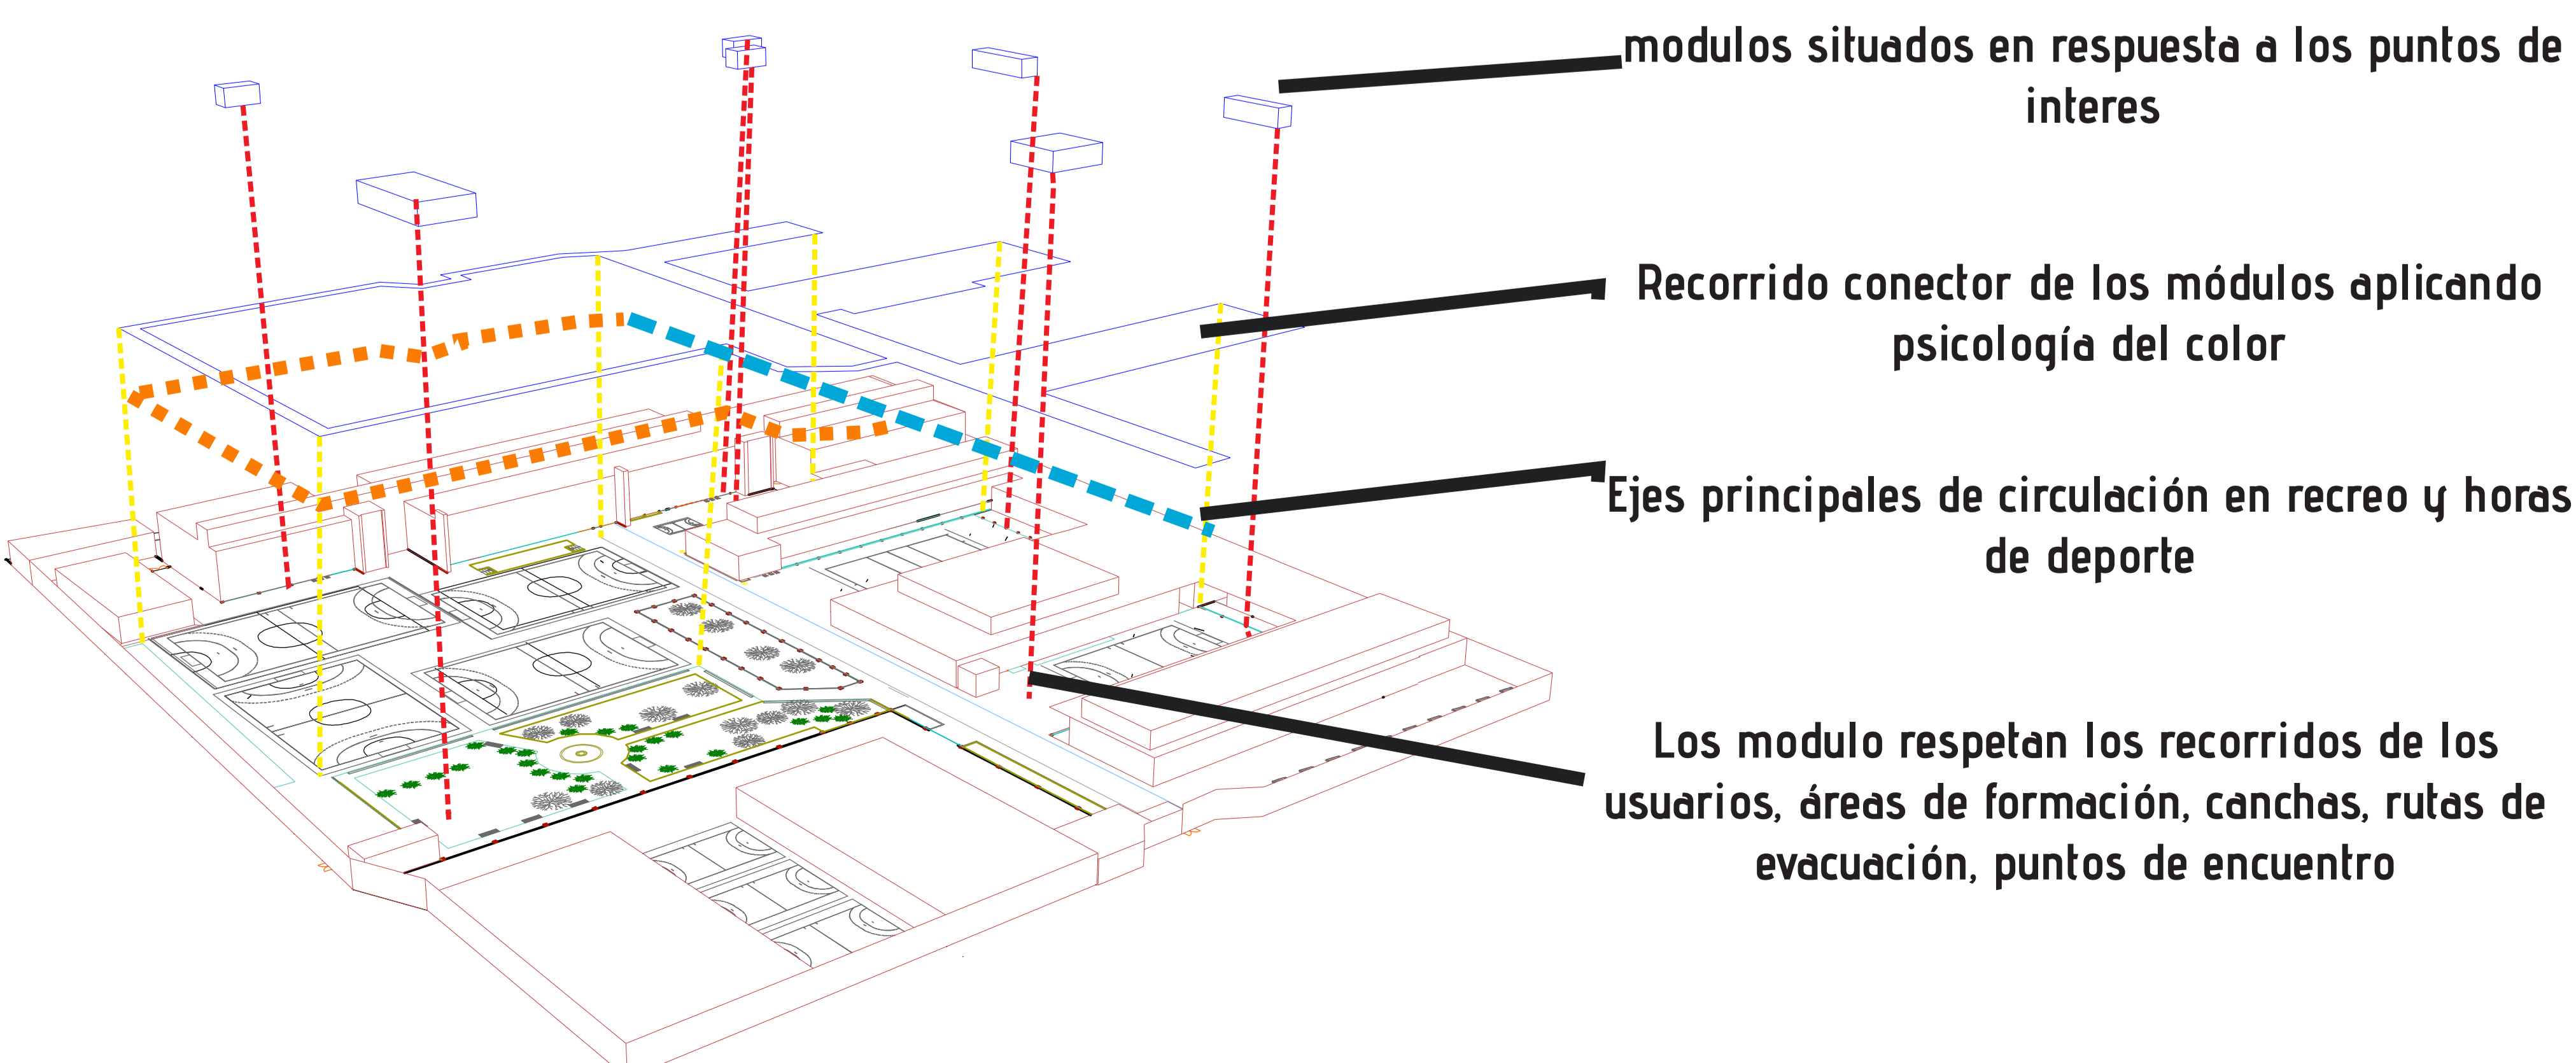 modulos situados en respuesta a los puntos de
interes
Recorrido conector de los módulos aplicando
psicología del color
Ejes principales de circulación en recreo y horas
de deporte
Los modulo respetan los recorridos de los
usuarios, áreas de formación, canchas, rutas de
evacuación, puntos de encuentro